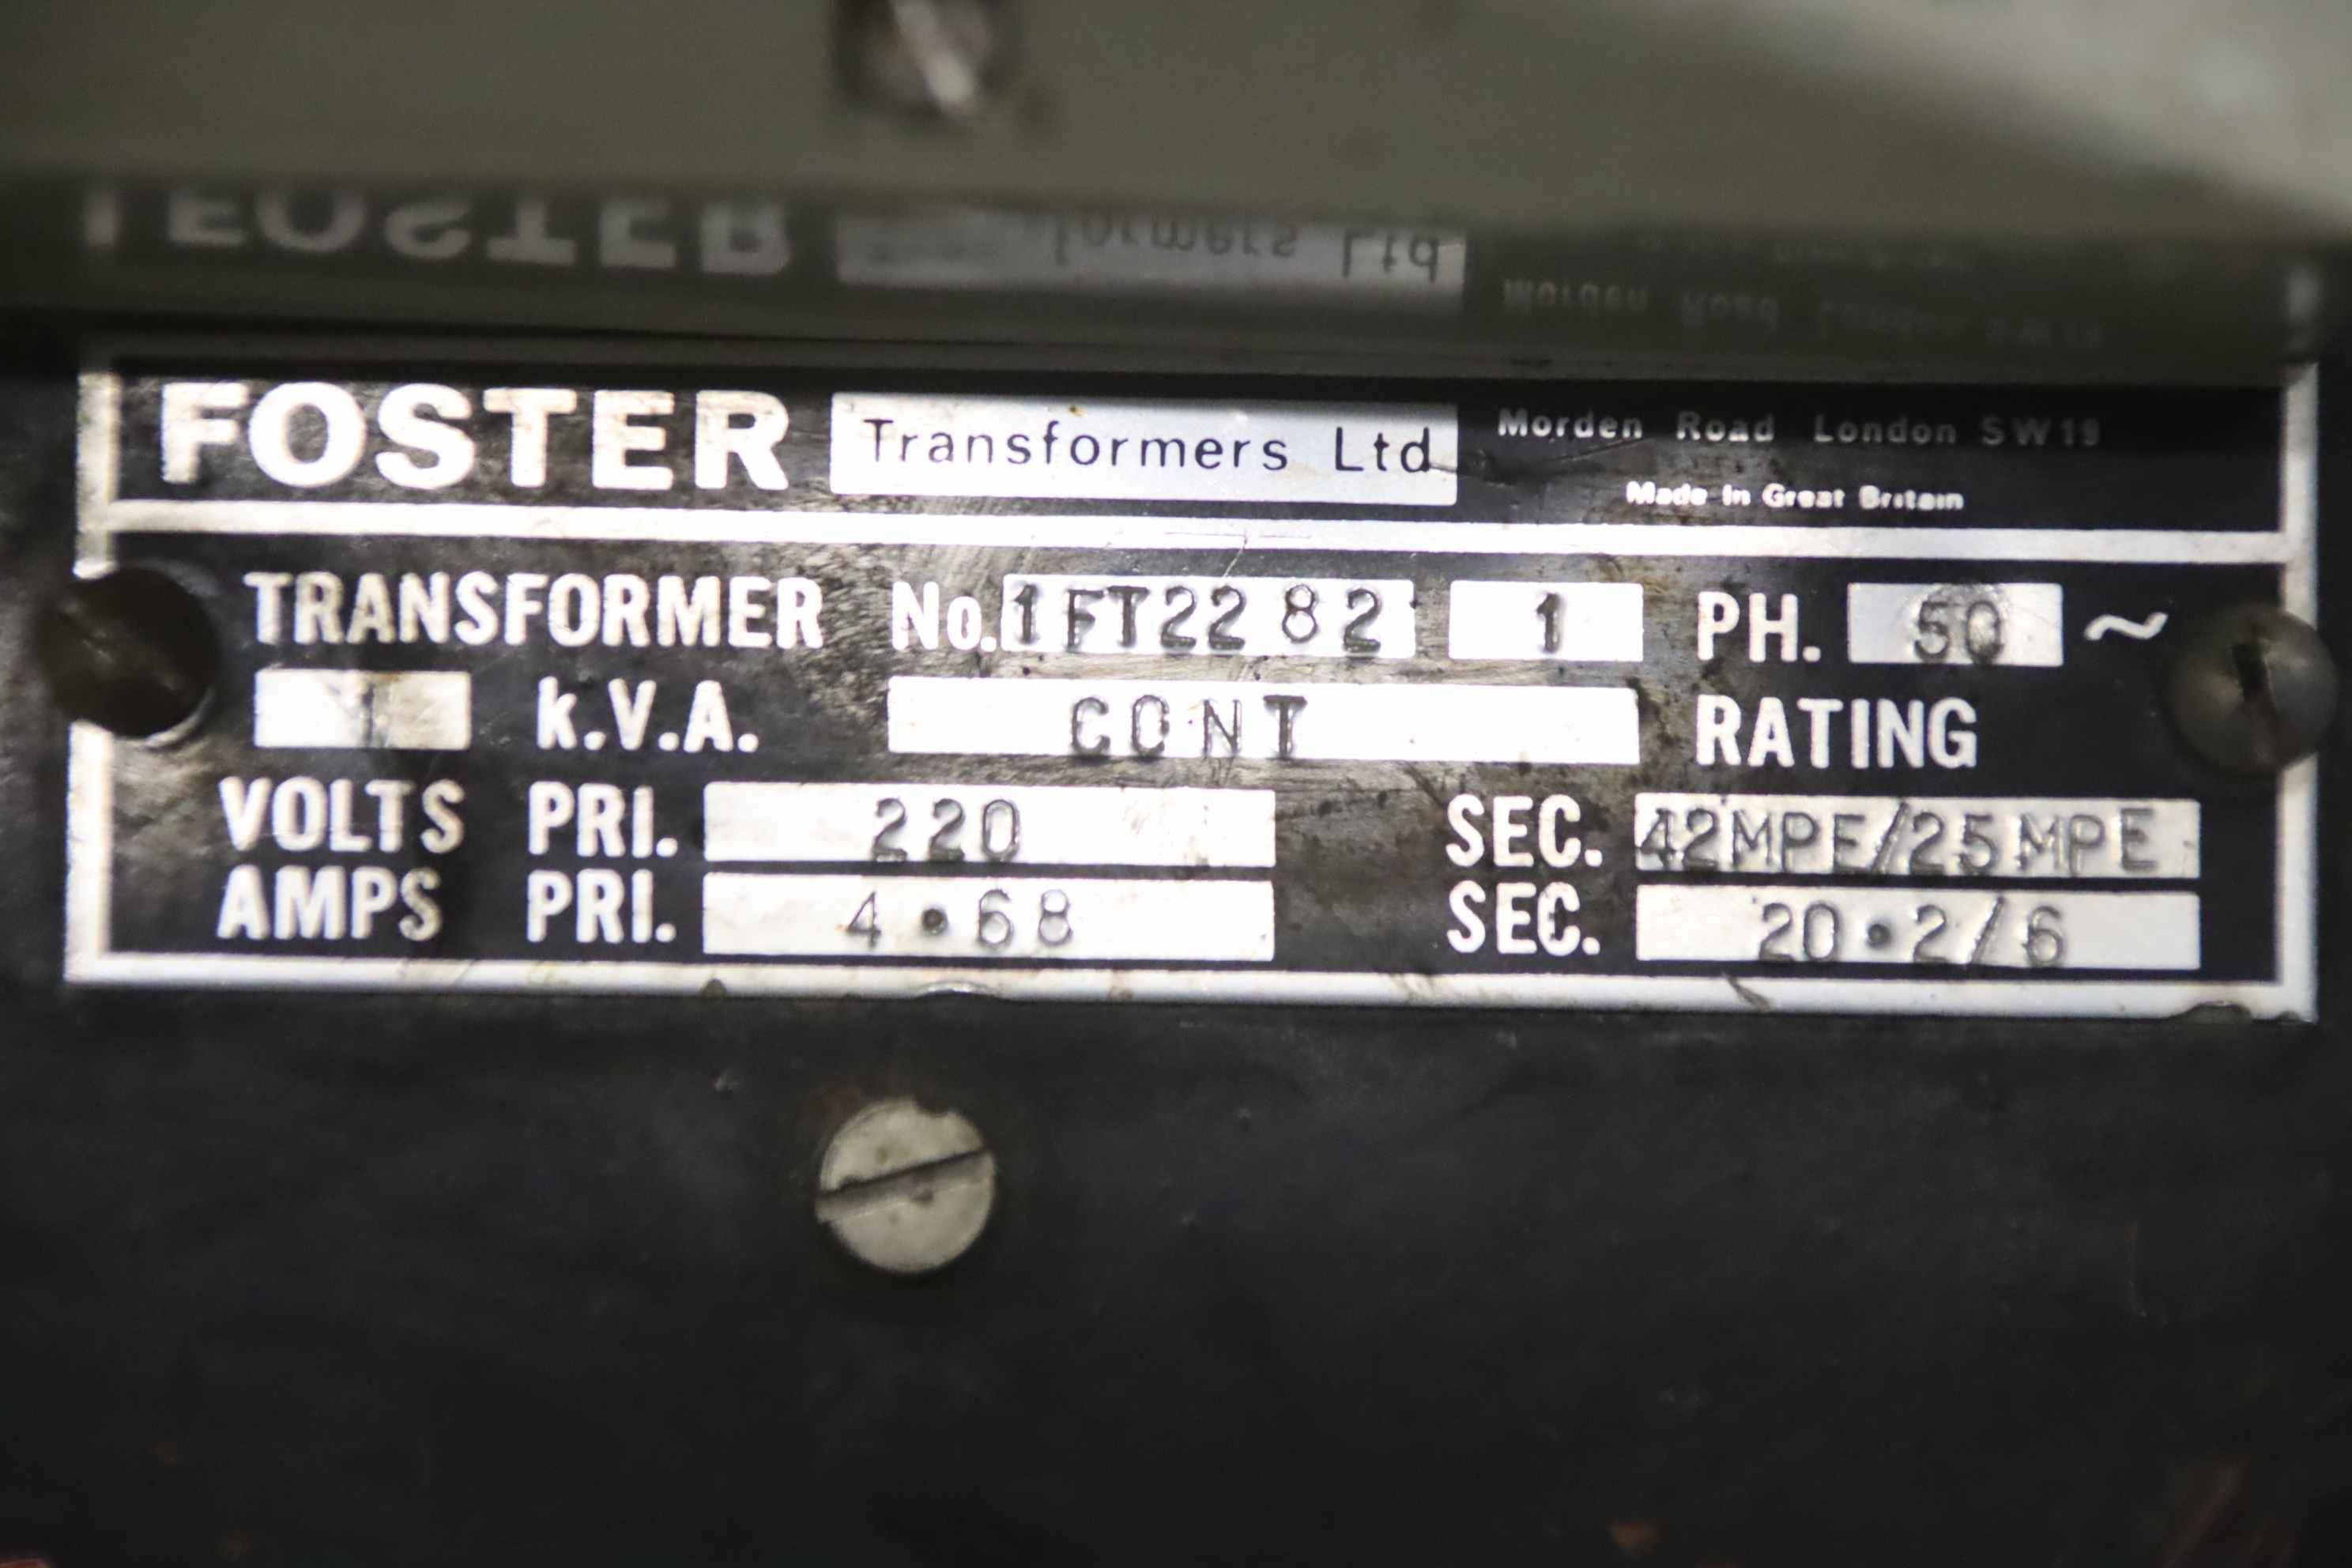 FOSTER Transformers Ltd Morden Road London SW19
Made In Great Britain
TRANSFORMER No. 1FT2282 1 PH. 50 ~
1 k.V.A. CONT RATING
VOLTS PRI. 220 SEC. 42MPE/25MPE
AMPS PRI. 4·68 SEC. 20·2/6